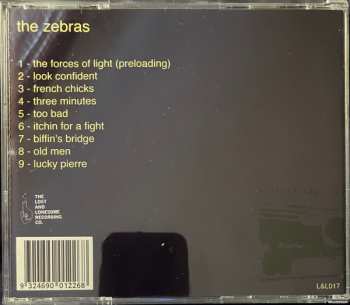 the zebras
1 - the forces of light (preloading)
2 - look confident
3 - french chicks
4 - three minutes
5 - too bad
6 - itchin for a fight
7 - biffin's bridge
8 - old men
9 - lucky pierre
THE
LOST
AND
LONESOME
RECORDING
CO.
9 324690 012268
L&L017